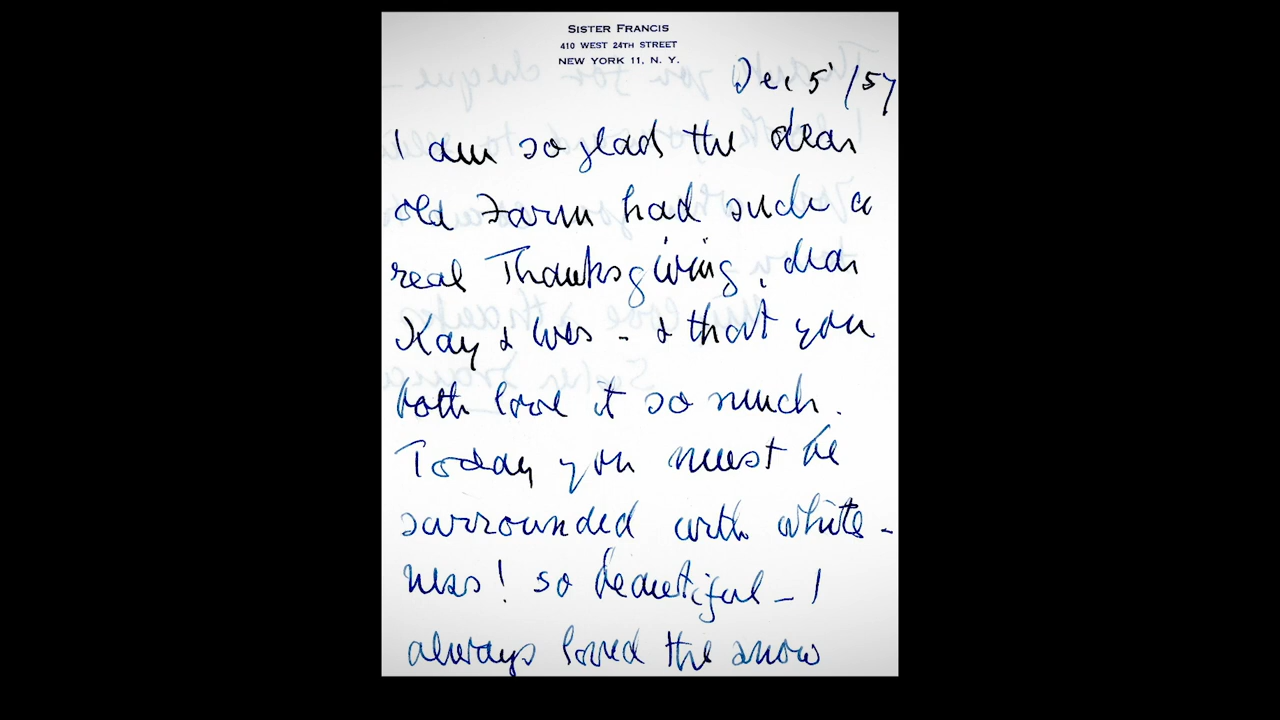 SISTER FRANCIS
410 WEST 24TH STREET
NEW YORK 11, N. Y.
Dec 5 /57
I am so glad the dear
old Farm had such a
real Thanksgiving, dear
Kay & Wes - & that you
both love it so much.
Today you must be
surrounded with white-
ness! so beautiful - I
always loved the snow